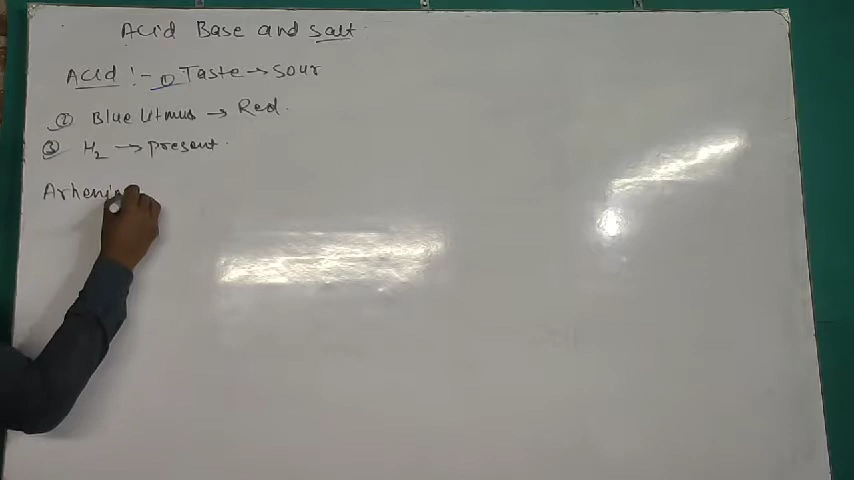 Acid Base and salt
Acid :- ① Taste → sour
② Blue litmus → Red.
③ H₂ → present.
Arheni